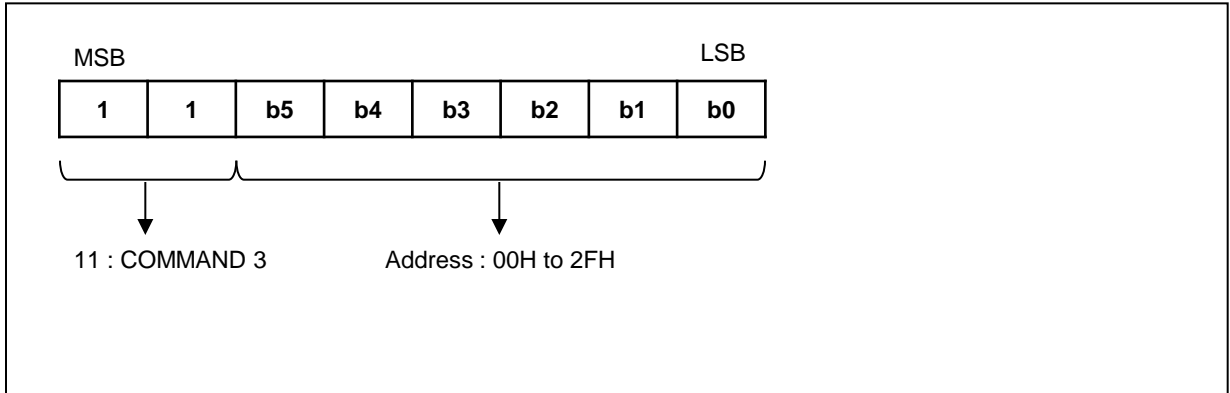 MSB LSB
1 1 b5 b4 b3 b2 b1 b0
11 : COMMAND 3 Address : 00H to 2FH